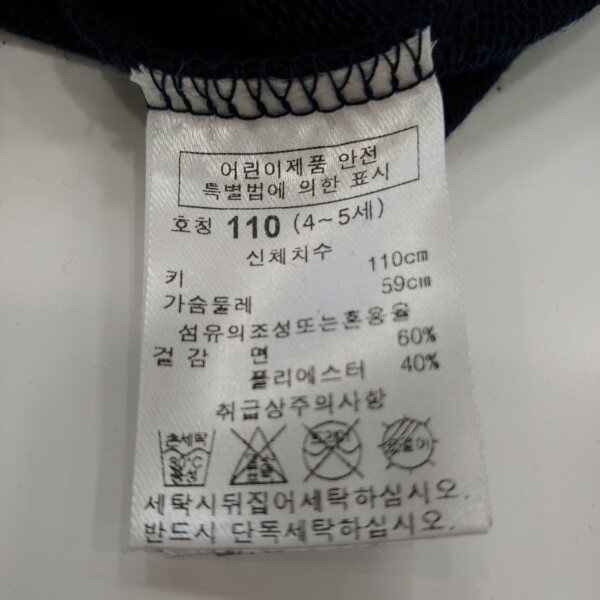 어린이제품 안전
특별법에 의한 표시
호칭 110 (4~5세)
신체치수
키 110cm
가슴둘레 59cm
섬유의조성또는혼용율
겉감 면 60%
폴리에스터 40%
취급상주의사항
손세탁
세탁시뒤집어세탁하십시오.
반드시 단독세탁하십시오.